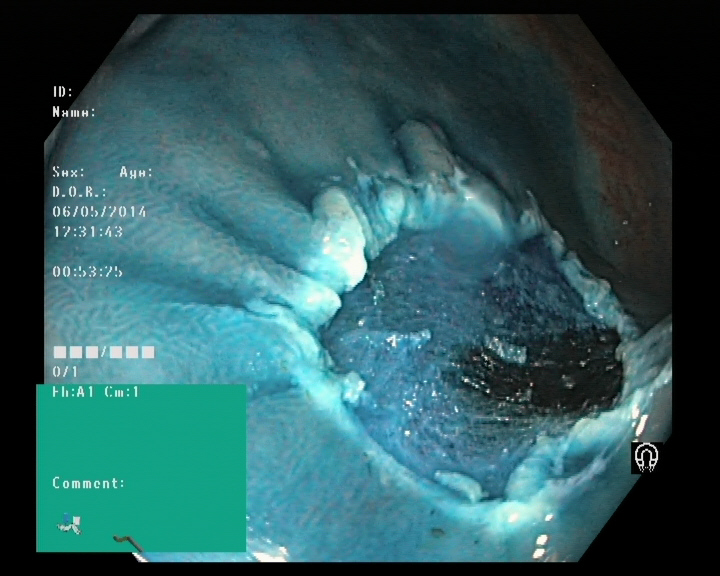 ID:
Name:
Sex: Age:
D.O.B.:
06/05/2014
12:31:43
00:53:25
■■■/■■■
0/1
Eh:A1 Cm:1
Comment: